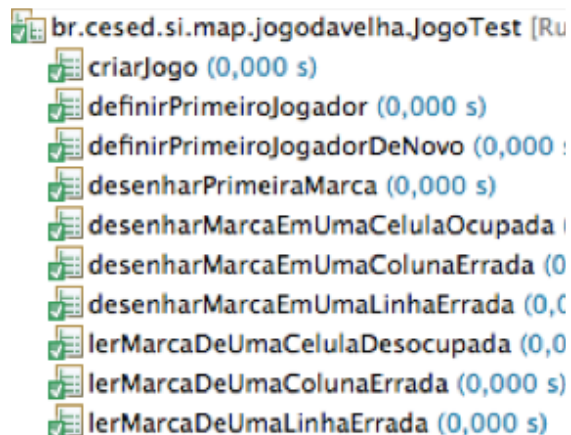 br.cesed.si.map.jogodavelha.JogoTest [Ru
criarJogo (0,000 s)
definirPrimeiroJogador (0,000 s)
definirPrimeiroJogadorDeNovo (0,000
desenharPrimeiraMarca (0,000 s)
desenharMarcaEmUmaCelulaOcupada (
desenharMarcaEmUmaColunaErrada (0
desenharMarcaEmUmaLinhaErrada (0,0
lerMarcaDeUmaCelulaDesocupada (0,0
lerMarcaDeUmaColunaErrada (0,000 s)
lerMarcaDeUmaLinhaErrada (0,000 s)